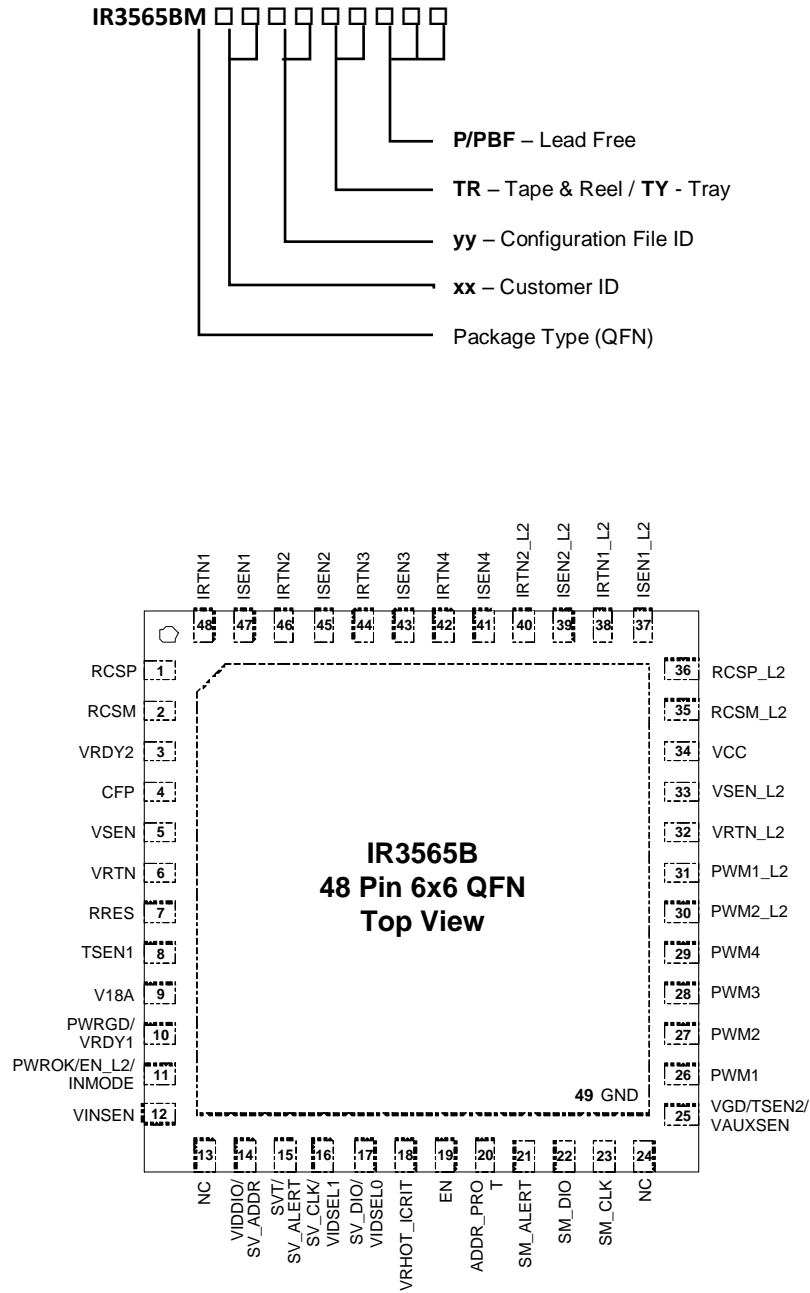 IR3565BM
P/PBF – Lead Free
TR – Tape & Reel / TY - Tray
yy – Configuration File ID
xx – Customer ID
Package Type (QFN)
IRTN1
ISEN1
IRTN2
ISEN2
IRTN3
ISEN3
IRTN4
ISEN4
IRTN2_L2
ISEN2_L2
IRTN1_L2
ISEN1_L2
48 47 46 45 44 43 42 41 40 39 38 37
RCSP 1
RCSM 2
VRDY2 3
CFP 4
VSEN 5
VRTN 6
RRES 7
TSEN1 8
V18A 9
PWRGD/
VRDY1
10
PWROK/EN_L2/
INMODE
11
VINSEN 12
IR3565B
48 Pin 6x6 QFN
Top View
49 GND
36 RCSP_L2
35 RCSM_L2
34 VCC
33 VSEN_L2
32 VRTN_L2
31 PWM1_L2
30 PWM2_L2
29 PWM4
28 PWM3
27 PWM2
26 PWM1
25
VGD/TSEN2/
VAUXSEN
13 14 15 16 17 18 19 20 21 22 23 24
NC
VIDDIO/
SV_ADDR
SVT/
SV_ALERT
SV_CLK/
VIDSEL1
SV_DIO/
VIDSEL0
VRHOT_ICRIT
EN
ADDR_PRO
T
SM_ALERT
SM_DIO
SM_CLK
NC